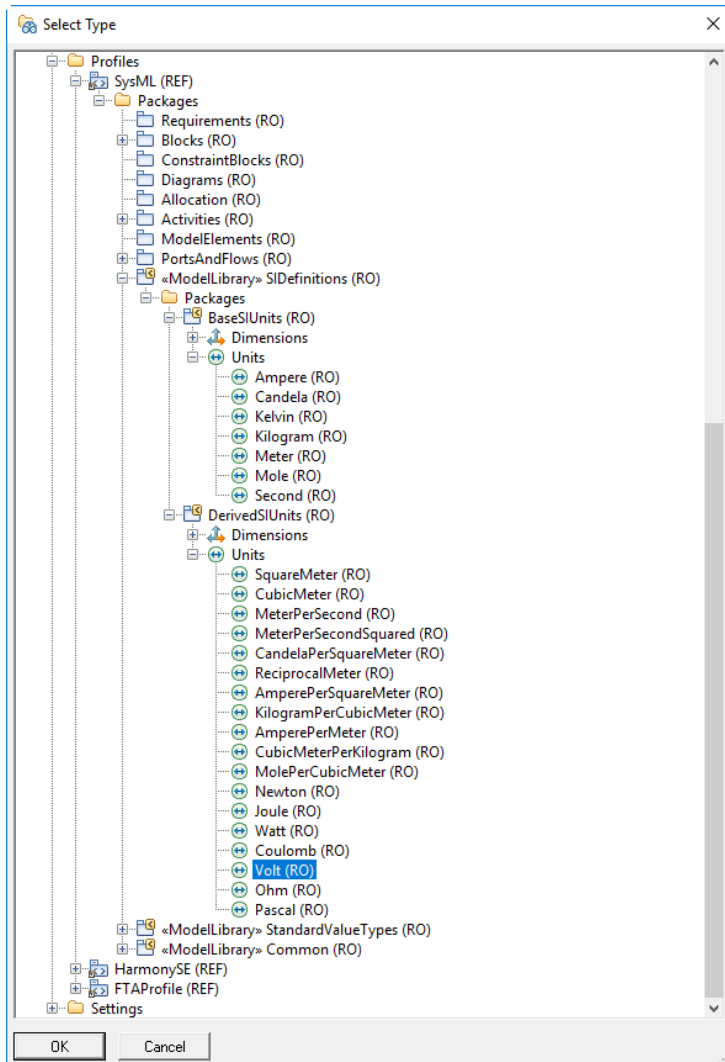 Select Type
Profiles
SysML (REF)
Packages
Requirements (RO)
Blocks (RO)
ConstraintBlocks (RO)
Diagrams (RO)
Allocation (RO)
Activities (RO)
ModelElements (RO)
PortsAndFlows (RO)
«ModelLibrary» SIDefinitions (RO)
Packages
BaseSIUnits (RO)
Dimensions
Units
Ampere (RO)
Candela (RO)
Kelvin (RO)
Kilogram (RO)
Meter (RO)
Mole (RO)
Second (RO)
DerivedSIUnits (RO)
Dimensions
Units
SquareMeter (RO)
CubicMeter (RO)
MeterPerSecond (RO)
MeterPerSecondSquared (RO)
CandelaPerSquareMeter (RO)
ReciprocalMeter (RO)
AmperePerSquareMeter (RO)
KilogramPerCubicMeter (RO)
AmperePerMeter (RO)
CubicMeterPerKilogram (RO)
MolePerCubicMeter (RO)
Newton (RO)
Joule (RO)
Watt (RO)
Coulomb (RO)
Volt (RO)
Ohm (RO)
Pascal (RO)
«ModelLibrary» StandardValueTypes (RO)
«ModelLibrary» Common (RO)
HarmonySE (REF)
FTAProfile (REF)
Settings
OK Cancel